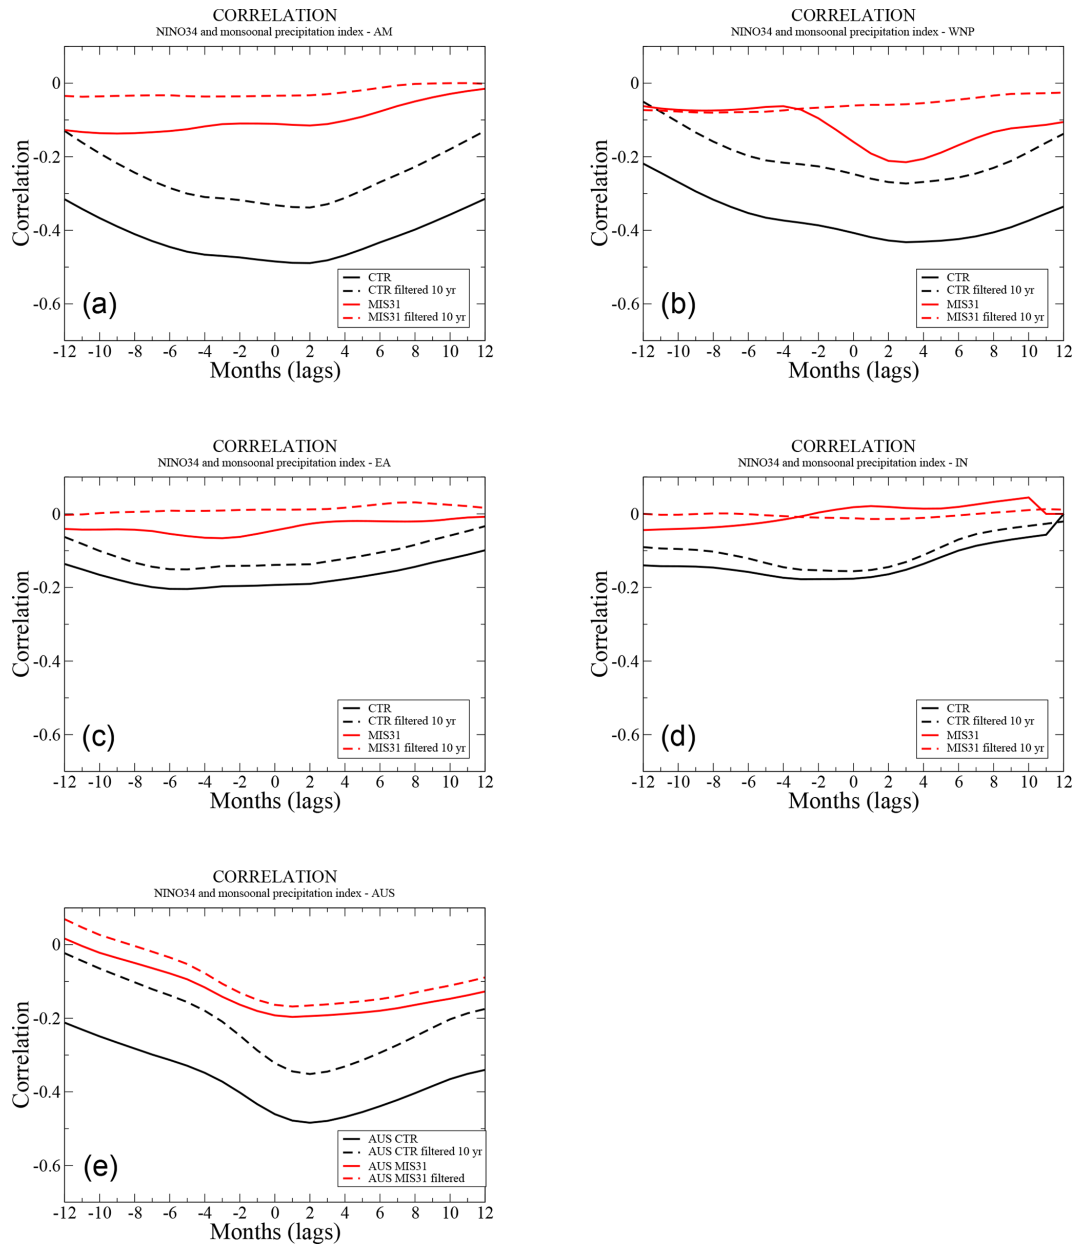 CORRELATION
NINO34 and monsoonal precipitation index - AM
0
-0.2
-0.4
-0.6
Correlation
(a)
CTR
CTR filtered 10 yr
MIS31
MIS31 filtered 10 yr
-12 -10 -8 -6 -4 -2 0 2 4 6 8 10 12
Months (lags)
CORRELATION
NINO34 and monsoonal precipitation index - WNP
0
-0.2
-0.4
-0.6
Correlation
(b)
CTR
CTR filtered 10 yr
MIS31
MIS31 filtered 10 yr
-12 -10 -8 -6 -4 -2 0 2 4 6 8 10 12
Months (lags)
CORRELATION
NINO34 and monsoonal precipitation index - EA
0
-0.2
-0.4
-0.6
Correlation
(c)
CTR
CTR filtered 10 yr
MIS31
MIS31 filtered 10 yr
-12 -10 -8 -6 -4 -2 0 2 4 6 8 10 12
Months (lags)
CORRELATION
NINO34 and monsoonal precipitation index - IN
0
-0.2
-0.4
-0.6
Correlation
(d)
CTR
CTR filtered 10 yr
MIS31
MIS31 filtered 10 yr
-12 -10 -8 -6 -4 -2 0 2 4 6 8 10 12
Months (lags)
CORRELATION
NINO34 and monsoonal precipitation index - AUS
0
-0.2
-0.4
-0.6
Correlation
(e)
AUS CTR
AUS CTR filtered 10 yr
AUS MIS31
AUS MIS31 filtered
-12 -10 -8 -6 -4 -2 0 2 4 6 8 10 12
Months (lags)